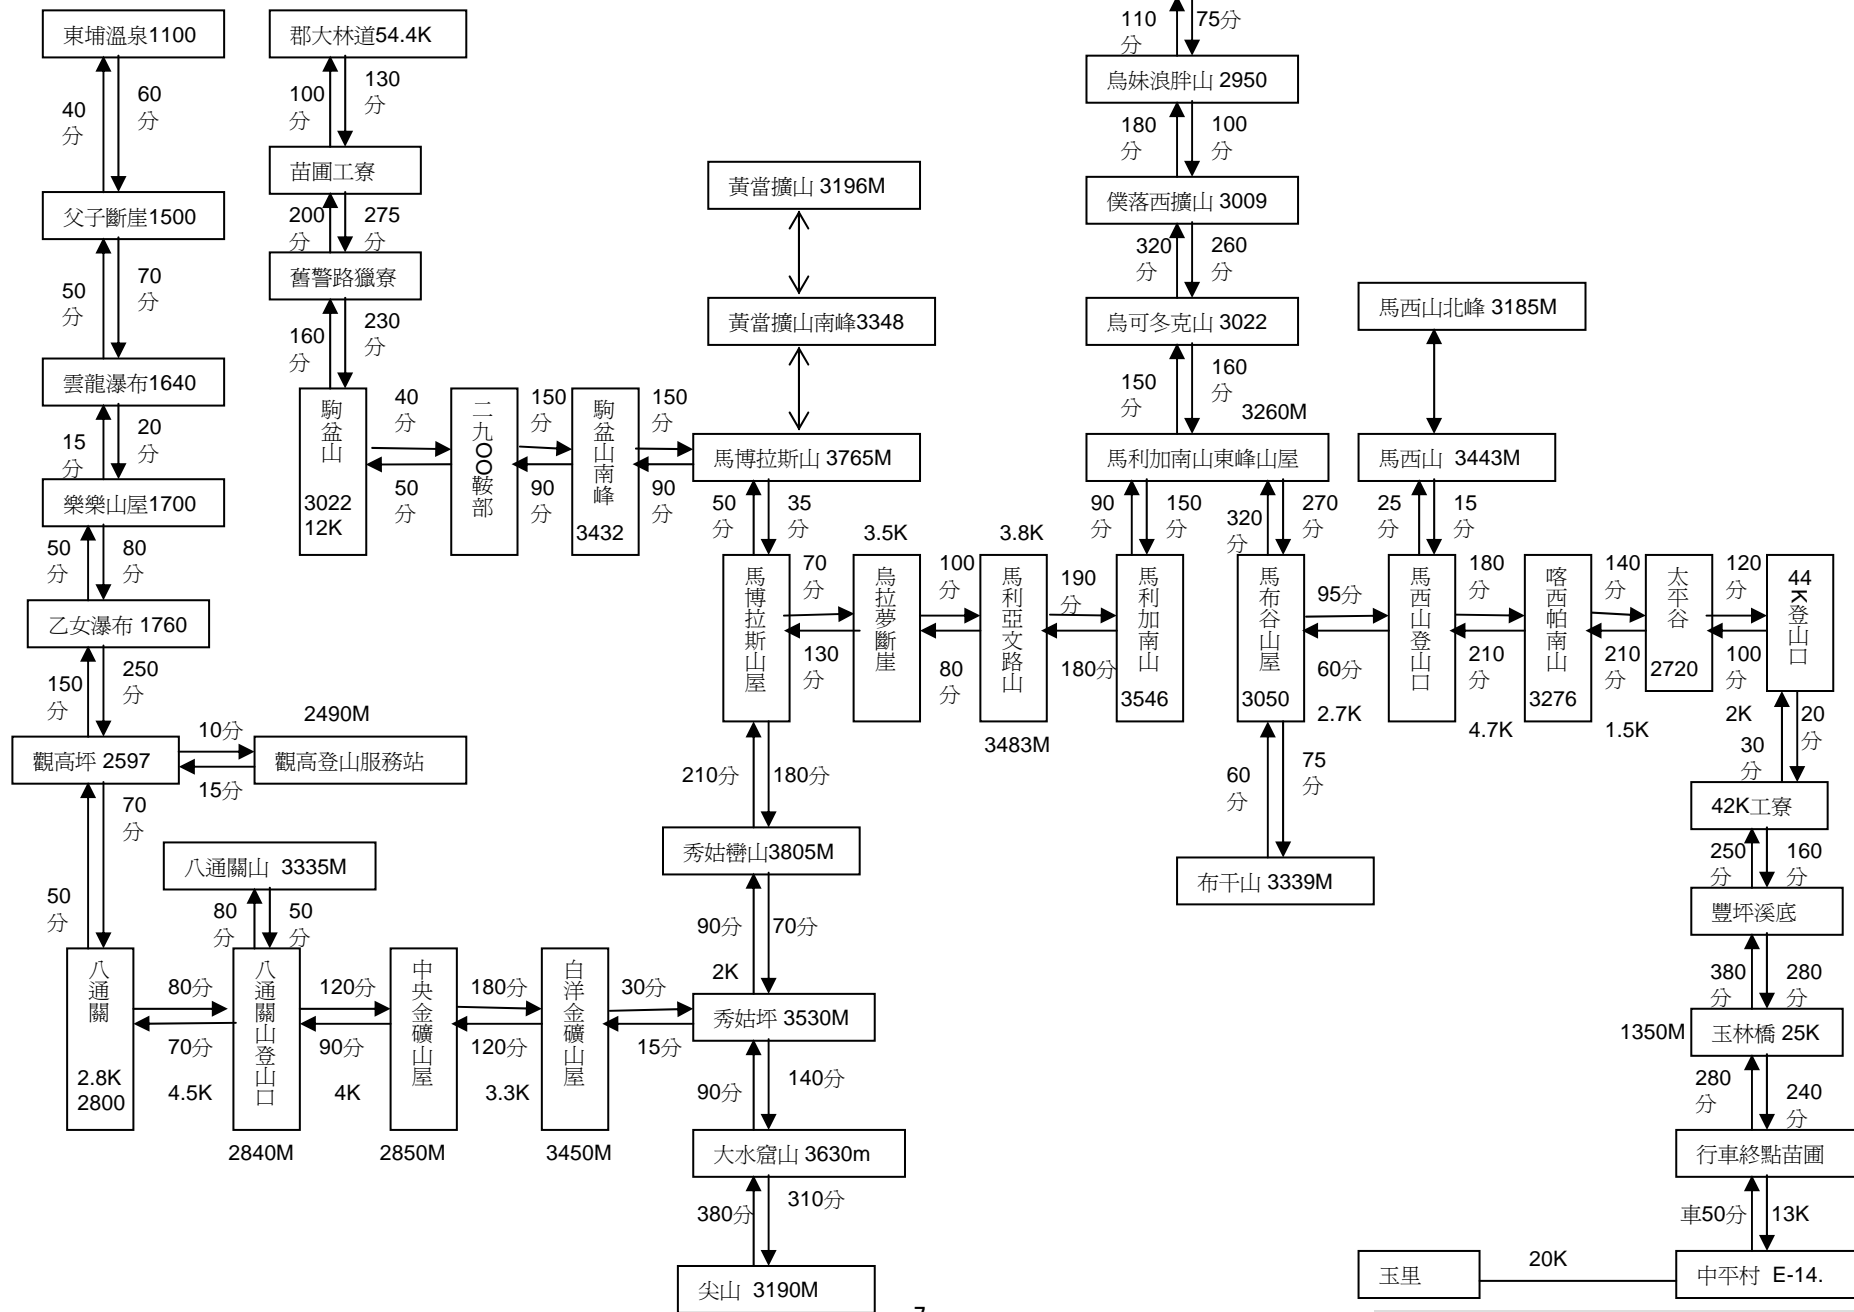 東埔溫泉1100
40
分
60
分
父子斷崖1500
50
分
70
分
雲龍瀑布1640
15
分
20
分
樂樂山屋1700
50
分
80
分
乙女瀑布 1760
150
分
250
分
觀高坪 2597
10分
15分
2490M
觀高登山服務站
50
分
70
分
八通關
2.8K
2800
80分
70分
4.5K
八通關山 3335M
80
分
50
分
八通關山登山口
2840M
120分
90分
4K
中央金礦山屋
2850M
180分
120分
3.3K
白洋金礦山屋
3450M
30分
15分
郡大林道54.4K
100
分
130
分
苗圃工寮
200
分
275
分
舊警路獵寮
160
分
230
分
駒盆山
3022
12K
40
分
50
分
二九OO鞍部
150
分
90
分
駒盆山南峰
3432
150
分
90
分
黃當擴山 3196M
黃當擴山南峰3348
馬博拉斯山 3765M
50
分
35
分
馬博拉斯山屋
210分
180分
秀姑巒山3805M
90分
70分
2K
秀姑坪 3530M
90分
140分
大水窟山 3630m
380分
310分
尖山 3190M
7
70
分
130
分
3.5K
烏拉夢斷崖
100
分
80
分
3.8K
馬利亞文路山
3483M
190
分
180分
馬利加南山
3546
110
分
75分
烏妹浪胖山 2950
180
分
100
分
僕落西擴山 3009
320
分
260
分
烏可冬克山 3022
150
分
160
分
3260M
馬利加南山東峰山屋
90
分
150
分
320
分
270
分
馬布谷山屋
3050
60
分
75
分
布干山 3339M
95分
60分
2.7K
馬西山北峰 3185M
馬西山 3443M
25
分
15
分
馬西山登山口
180
分
210
分
4.7K
喀西帕南山
3276
140
分
210
分
1.5K
太平谷
2720
120
分
100
分
2K
44K登山口
30
分
20
分
42K工寮
250
分
160
分
豐坪溪底
380
分
280
分
1350M
玉林橋 25K
280
分
240
分
行車終點苗圃
車50分
13K
玉里
20K
中平村 E-14.